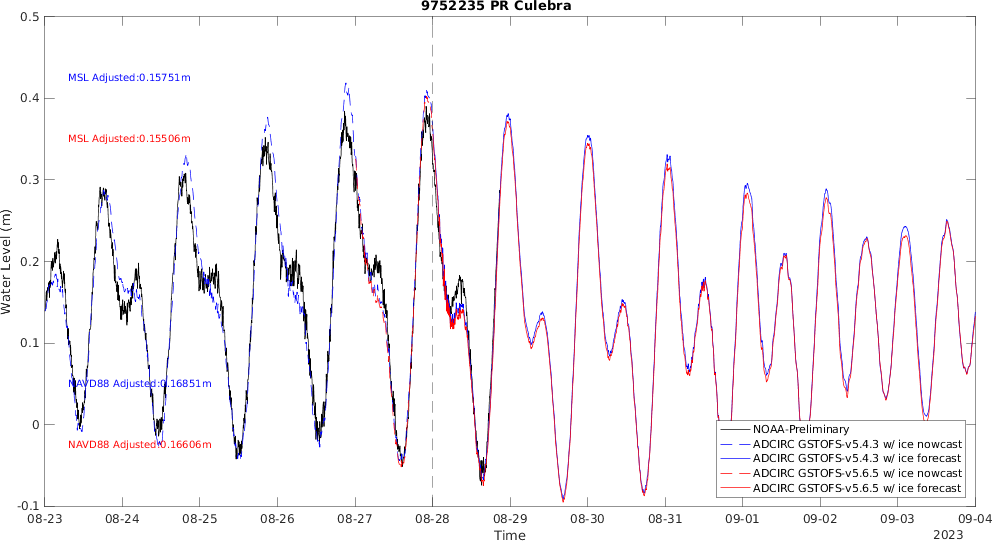 9752235 PR Culebra
0.5
0.4
0.3
0.2
0.1
0
-0.1
Water Level (m)
MSL Adjusted:0.15751m
MSL Adjusted:0.15506m
NAVD88 Adjusted:0.16851m
NAVD88 Adjusted:0.16606m
NOAA-Preliminary
ADCIRC GSTOFS-v5.4.3 w/ ice nowcast
ADCIRC GSTOFS-v5.4.3 w/ ice forecast
ADCIRC GSTOFS-v5.6.5 w/ ice nowcast
ADCIRC GSTOFS-v5.6.5 w/ ice forecast
08-23 08-24 08-25 08-26 08-27 08-28 08-29 08-30 08-31 09-01 09-02 09-03 09-04
Time
2023